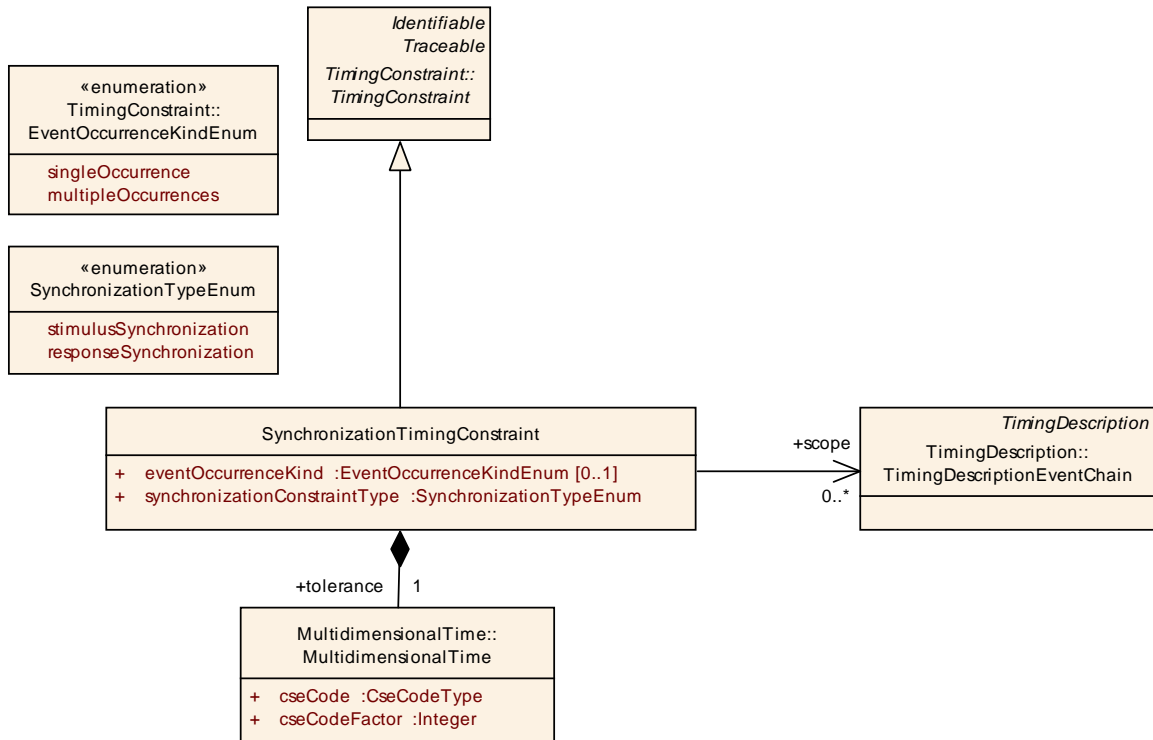 Identifiable
Traceable
TimingConstraint::
TimingConstraint
«enumeration»
TimingConstraint::
EventOccurrenceKindEnum
singleOccurrence
multipleOccurrences
«enumeration»
SynchronizationTypeEnum
stimulusSynchronization
responseSynchronization
SynchronizationTimingConstraint
+ eventOccurrenceKind :EventOccurrenceKindEnum [0..1]
+ synchronizationConstraintType :SynchronizationTypeEnum
+scope
0..*
TimingDescription
TimingDescription::
TimingDescriptionEventChain
+tolerance 1
MultidimensionalTime::
MultidimensionalTime
+ cseCode :CseCodeType
+ cseCodeFactor :Integer